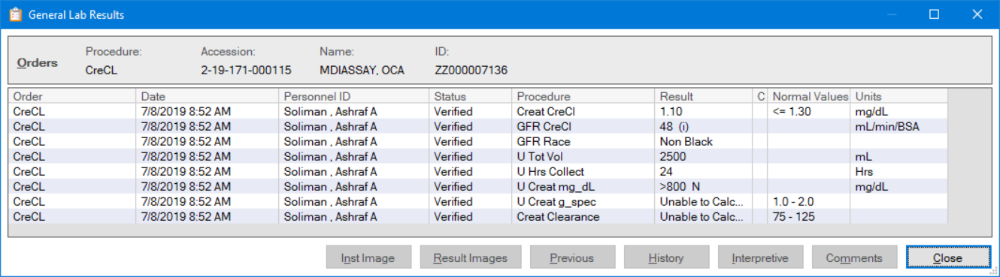 General Lab Results
Orders Procedure: Accession: Name: ID:
CreCL 2-19-171-000115 MDIASSAY, OCA ZZ000007136
Order Date Personnel ID Status Procedure Result C Normal Values Units
CreCL 7/8/2019 8:52 AM Soliman , Ashraf A Verified Creat CreCl 1.10 <= 1.30 mg/dL
CreCL 7/8/2019 8:52 AM Soliman , Ashraf A Verified GFR CreCl 48 (i) mL/min/BSA
CreCL 7/8/2019 8:52 AM Soliman , Ashraf A Verified GFR Race Non Black
CreCL 7/8/2019 8:52 AM Soliman , Ashraf A Verified U Tot Vol 2500 mL
CreCL 7/8/2019 8:52 AM Soliman , Ashraf A Verified U Hrs Collect 24 Hrs
CreCL 7/8/2019 8:52 AM Soliman , Ashraf A Verified U Creat mg_dL >800 N mg/dL
CreCL 7/8/2019 8:52 AM Soliman , Ashraf A Verified U Creat g_spec Unable to Calc... 1.0 - 2.0
CreCL 7/8/2019 8:52 AM Soliman , Ashraf A Verified Creat Clearance Unable to Calc... 75 - 125
Inst Image Result Images Previous History Interpretive Comments Close